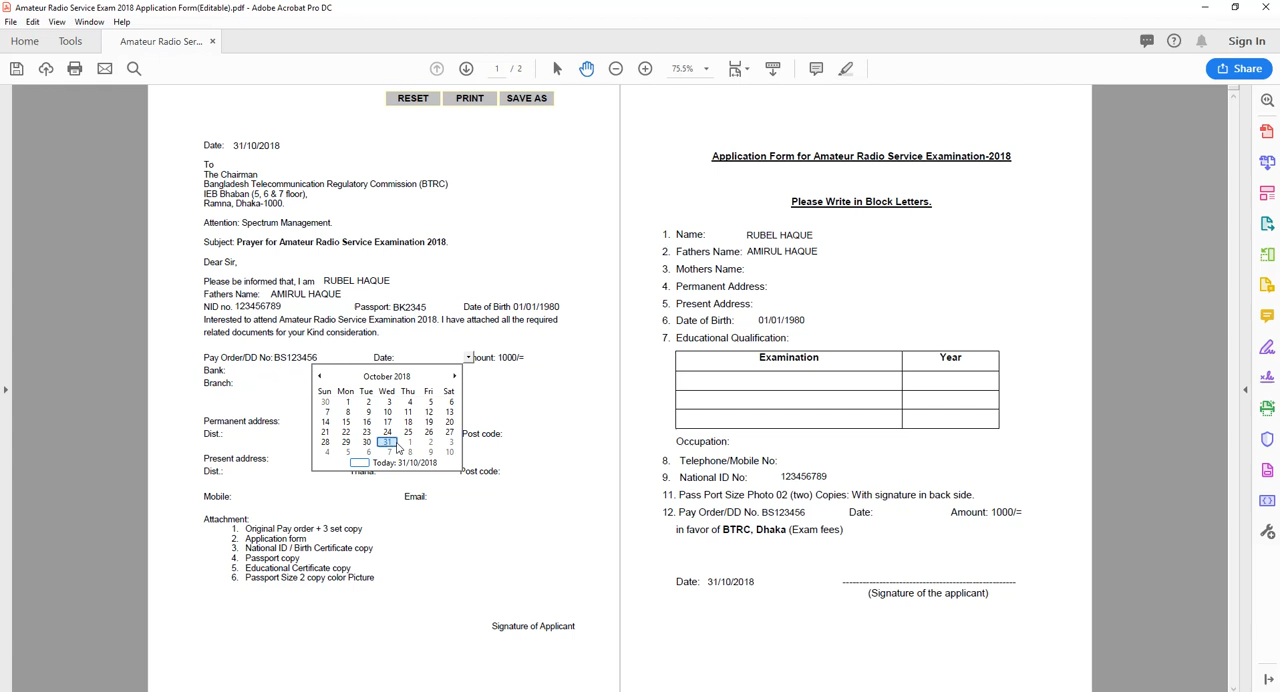 Amateur Radio Service Exam 2018 Application Form(Editable).pdf - Adobe Acrobat Pro DC
File Edit View Window Help
Home Tools Amateur Radio Ser... × Sign In
1 / 2 75.5% Share
RESET PRINT SAVE AS
Date: 31/10/2018
To
The Chairman
Bangladesh Telecommunication Regulatory Commission (BTRC)
IEB Bhaban (5, 6 & 7 floor),
Ramna, Dhaka-1000.
Attention: Spectrum Management.
Subject: Prayer for Amateur Radio Service Examination 2018.
Dear Sir,
Please be informed that, I am RUBEL HAQUE
Fathers Name: AMIRUL HAQUE
NID no. 123456789 Passport: BK2345 Date of Birth 01/01/1980
Interested to attend Amateur Radio Service Examination 2018. I have attached all the required
related documents for your Kind consideration.
Pay Order/DD No: BS123456 Date: ount: 1000/=
Bank:
Branch:
October 2018
Sun Mon Tue Wed Thu Fri Sat
30 1 2 3 4 5 6
7 8 9 10 11 12 13
14 15 16 17 18 19 20
21 22 23 24 25 26 27
28 29 30 31 1 2 3
4 5 6 7 8 9 10
Today: 31/10/2018
Permanent address:
Dist.: Post code:
Present address:
Dist.: Thana: Post code:
Mobile: Email:
Attachment:
1. Original Pay order + 3 set copy
2. Application form
3. National ID / Birth Certificate copy
4. Passport copy
5. Educational Certificate copy
6. Passport Size 2 copy color Picture
Signature of Applicant
Application Form for Amateur Radio Service Examination-2018
Please Write in Block Letters.
1. Name: RUBEL HAQUE
2. Fathers Name: AMIRUL HAQUE
3. Mothers Name:
4. Permanent Address:
5. Present Address:
6. Date of Birth: 01/01/1980
7. Educational Qualification:
Examination Year
Occupation:
8. Telephone/Mobile No:
9. National ID No: 123456789
11. Pass Port Size Photo 02 (two) Copies: With signature in back side.
12. Pay Order/DD No. BS123456 Date: Amount: 1000/=
in favor of BTRC, Dhaka (Exam fees)
Date: 31/10/2018
(Signature of the applicant)